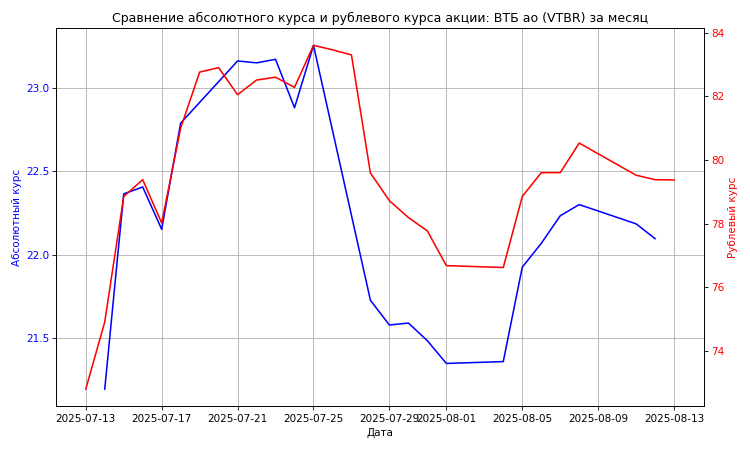 Сравнение абсолютного курса и рублевого курса акции: ВТБ ао (VTBR) за месяц
Абсолютный курс
23.0
22.5
22.0
21.5
Рублевый курс
84
82
80
78
76
74
2025-07-13 2025-07-17 2025-07-21 2025-07-25 2025-07-29 2025-08-01 2025-08-05 2025-08-09 2025-08-13
Дата